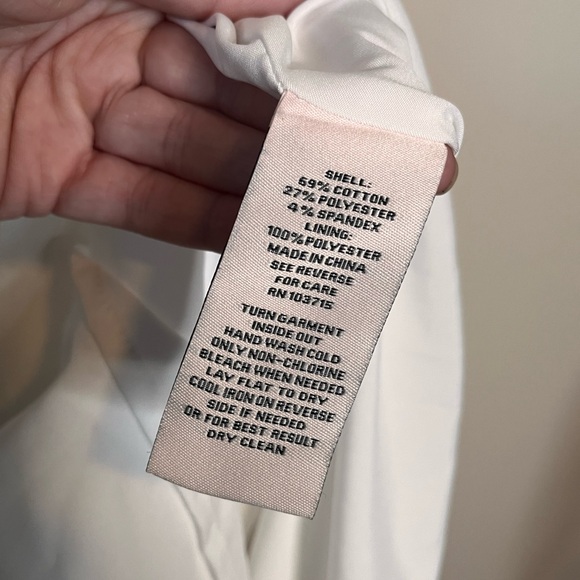 SHELL:
69% COTTON
27% POLYESTER
4% SPANDEX
LINING:
100% POLYESTER
MADE IN CHINA
SEE REVERSE
FOR CARE
RN 103715
TURN GARMENT
INSIDE OUT
HAND WASH COLD
ONLY NON-CHLORINE
BLEACH WHEN NEEDED
LAY FLAT TO DRY
COOL IRON ON REVERSE
SIDE IF NEEDED
OR FOR BEST RESULT
DRY CLEAN